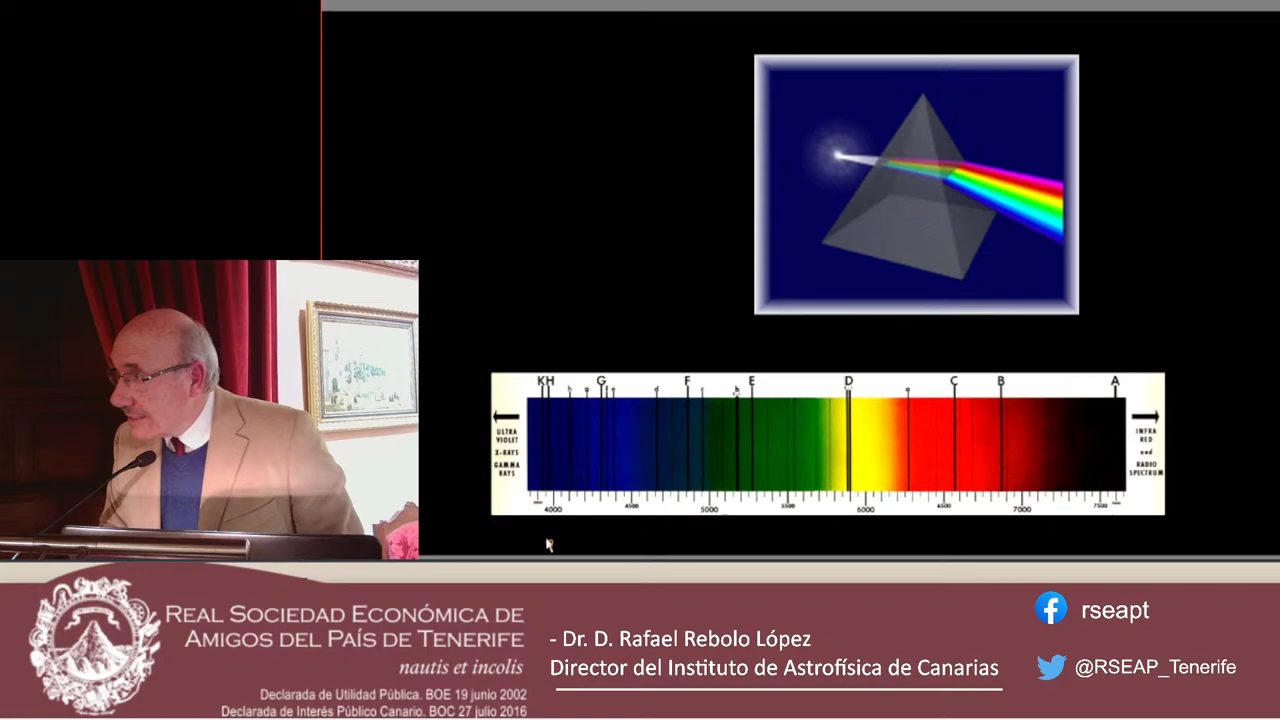 KH h g G f e d F c b E D a C B A
ULTRA
VIOLET
X-RAYS
GAMMA
RAYS
INFRA
RED
and
RADIO
SPECTRUM
4000 4500 5000 5500 6000 6500 7000 7500
REAL SOCIEDAD ECONÓMICA DE
AMIGOS DEL PAÍS DE TENERIFE
nautis et incolis
Declarada de Utilidad Pública. BOE 19 junio 2002
Declarada de Interés Público Canario. BOC 27 julio 2016
- Dr. D. Rafael Rebolo López
Director del Instituto de Astrofísica de Canarias
rseapt
@RSEAP_Tenerife